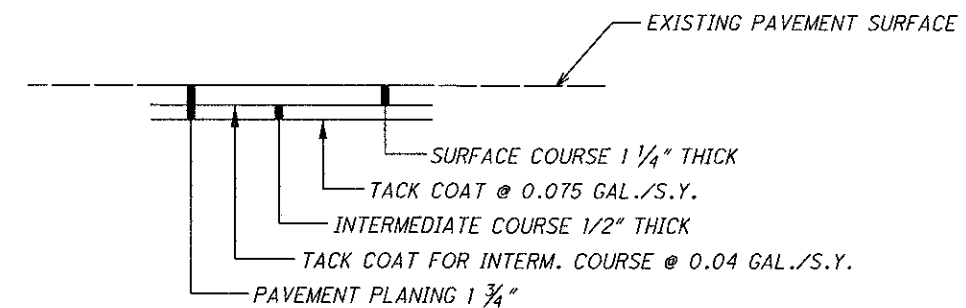 EXISTING PAVEMENT SURFACE
SURFACE COURSE 1 1/4" THICK
TACK COAT @ 0.075 GAL./S.Y.
INTERMEDIATE COURSE 1/2" THICK
TACK COAT FOR INTERM. COURSE @ 0.04 GAL./S.Y.
PAVEMENT PLANING 1 3/4"